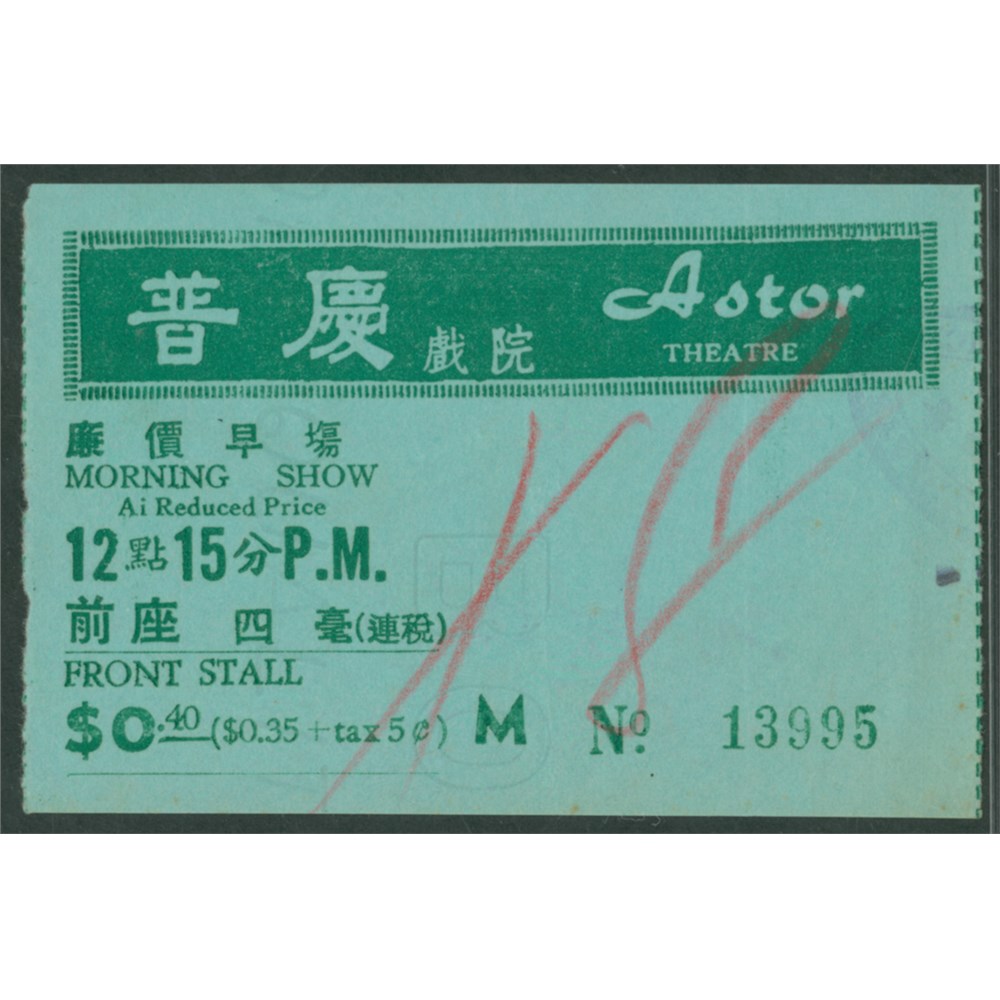 普慶戲院 Astor
THEATRE
廉價早場
MORNING SHOW
Ai Reduced Price
12點15分P.M.
前座 四毫(連稅)
FRONT STALL
$0.40 ($0.35+tax 5¢) M Nº. 13995